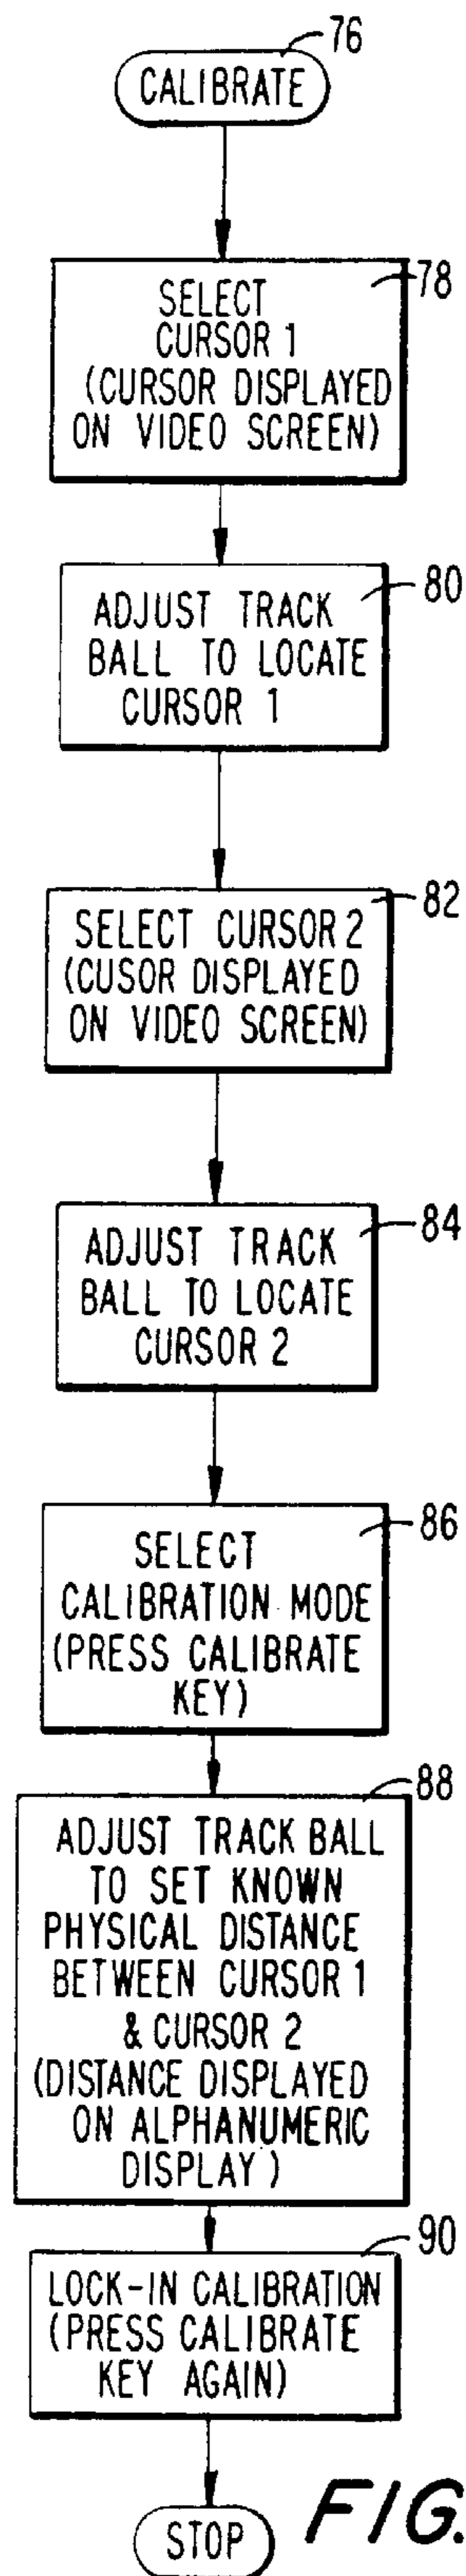 76
CALIBRATE
78
SELECT
CURSOR 1
(CURSOR DISPLAYED
ON VIDEO SCREEN)
80
ADJUST TRACK
BALL TO LOCATE
CURSOR 1
82
SELECT CURSOR 2
(CUSOR DISPLAYED
ON VIDEO SCREEN)
84
ADJUST TRACK
BALL TO LOCATE
CURSOR 2
86
SELECT
CALIBRATION MODE
(PRESS CALIBRATE
KEY)
88
ADJUST TRACK BALL
TO SET KNOWN
PHYSICAL DISTANCE
BETWEEN CURSOR 1
& CURSOR 2
(DISTANCE DISPLAYED
ON ALPHANUMERIC
DISPLAY)
90
LOCK-IN CALIBRATION
(PRESS CALIBRATE
KEY AGAIN)
STOP
FIG.